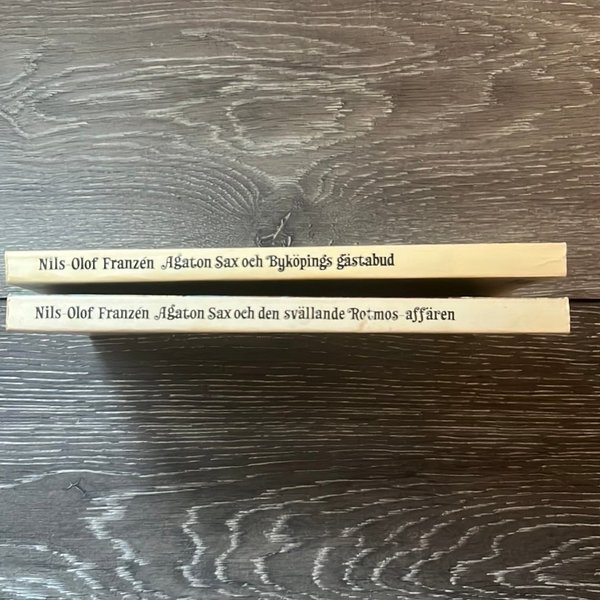 Nils-Olof Franzén Agaton Sax och Byköpings gästabud
Nils-Olof Franzén Agaton Sax och den svällande Rotmos-affären